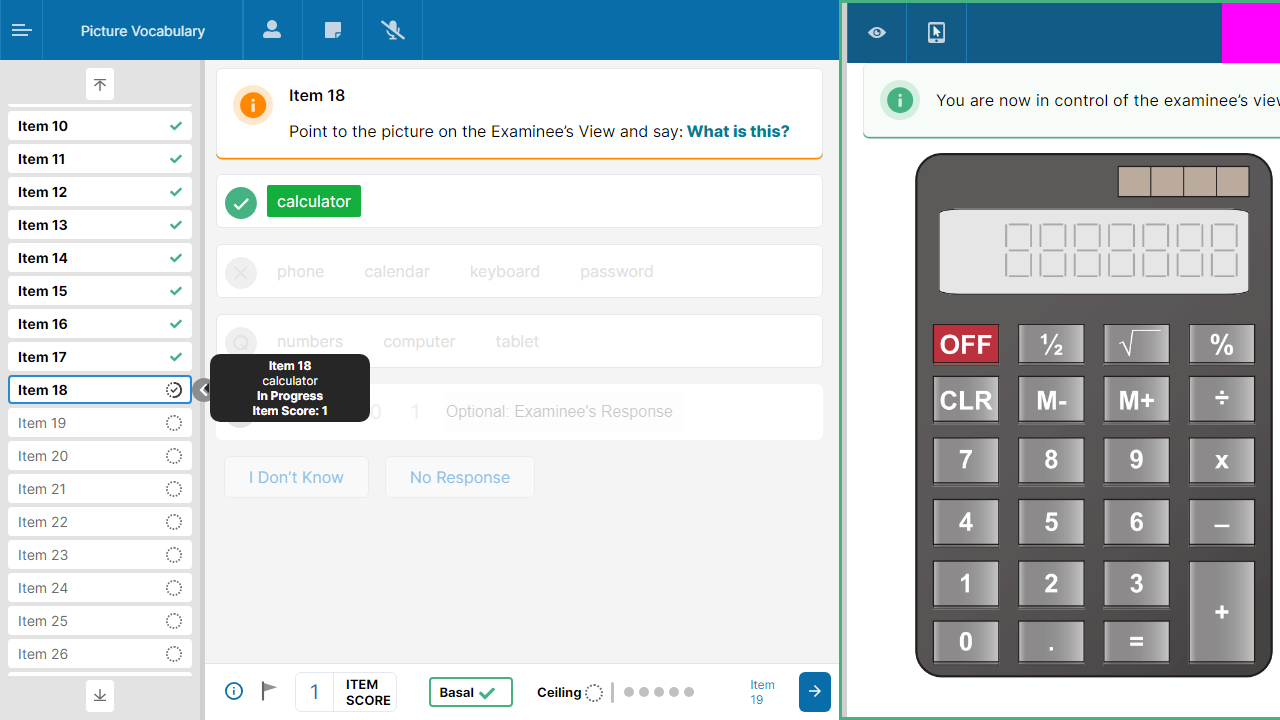 Picture Vocabulary
Item 10
Item 11
Item 12
Item 13
Item 14
Item 15
Item 16
Item 17
Item 18
Item 19
Item 20
Item 21
Item 22
Item 23
Item 24
Item 25
Item 26
Item 18
Point to the picture on the Examinee's View and say: What is this?
calculator
phone calendar keyboard password
Q numbers computer tablet
Item 18
calculator
In Progress
Item Score: 1
0 1 Optional: Examinee's Response
I Don't Know No Response
1 ITEM SCORE
Basal
Ceiling
Item 19
You are now in control of the examinee's view
OFF ½ √ %
CLR M- M+ ÷
7 8 9 x
4 5 6 –
1 2 3 +
0 . =